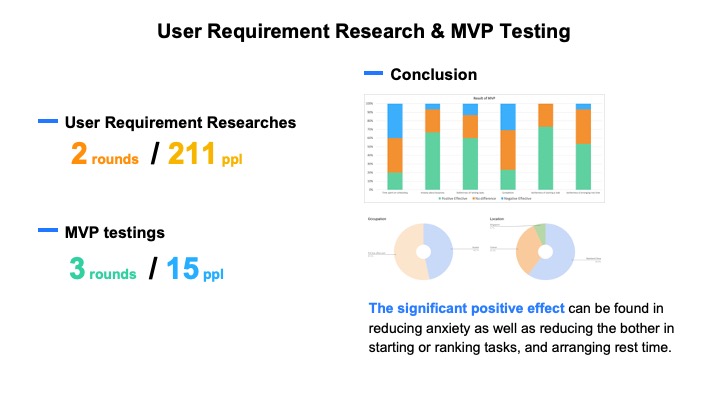 User Requirement Research & MVP Testing
User Requirement Researches
2 rounds / 211 ppl
MVP testings
3 rounds / 15 ppl
Conclusion
Result of MVP
100%
90%
80%
70%
60%
50%
40%
30%
20%
10%
0%
Positive Effective No difference Negative Effective
Occupation
Location
The significant positive effect can be found in
reducing anxiety as well as reducing the bother in
starting or ranking tasks, and arranging rest time.